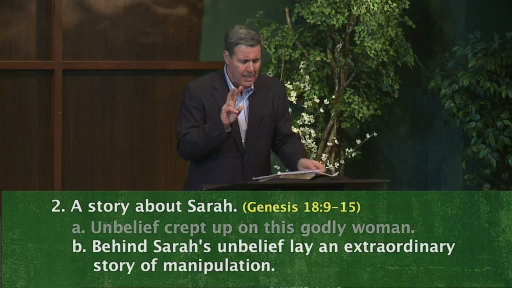 2. A story about Sarah. (Genesis 18:9-15)
a. Unbelief crept up on this godly woman.
b. Behind Sarah's unbelief lay an extraordinary
story of manipulation.